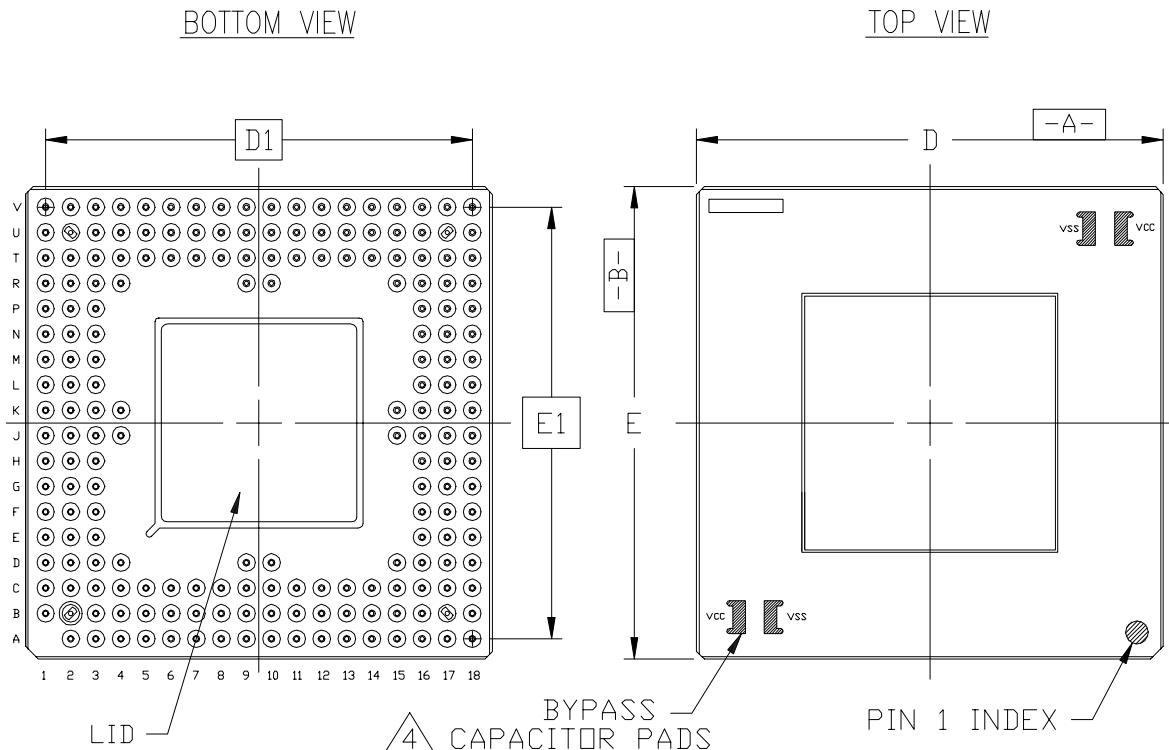 BOTTOM VIEW
TOP VIEW
D1
D
-A-
V
U
T
R
P
N
M
L
K
J
H
G
F
E
D
C
B
A
E1
E
-B-
VSS
VCC
VCC
VSS
1 2 3 4 5 6 7 8 9 10 11 12 13 14 15 16 17 18
LID
4
BYPASS
CAPACITOR PADS
PIN 1 INDEX